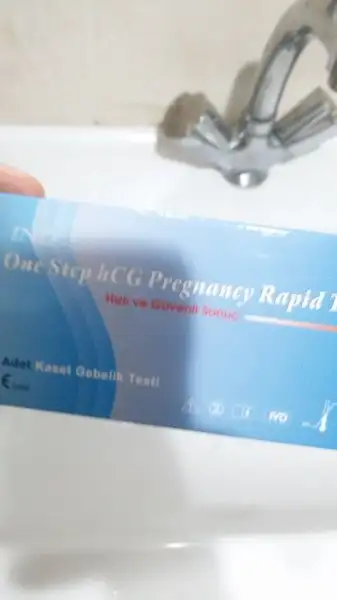 One Step hCG Pregnancy Rapid T
Hızlı ve Güvenli Sonuç
Adet Kaset Gebelik Testi
IVD